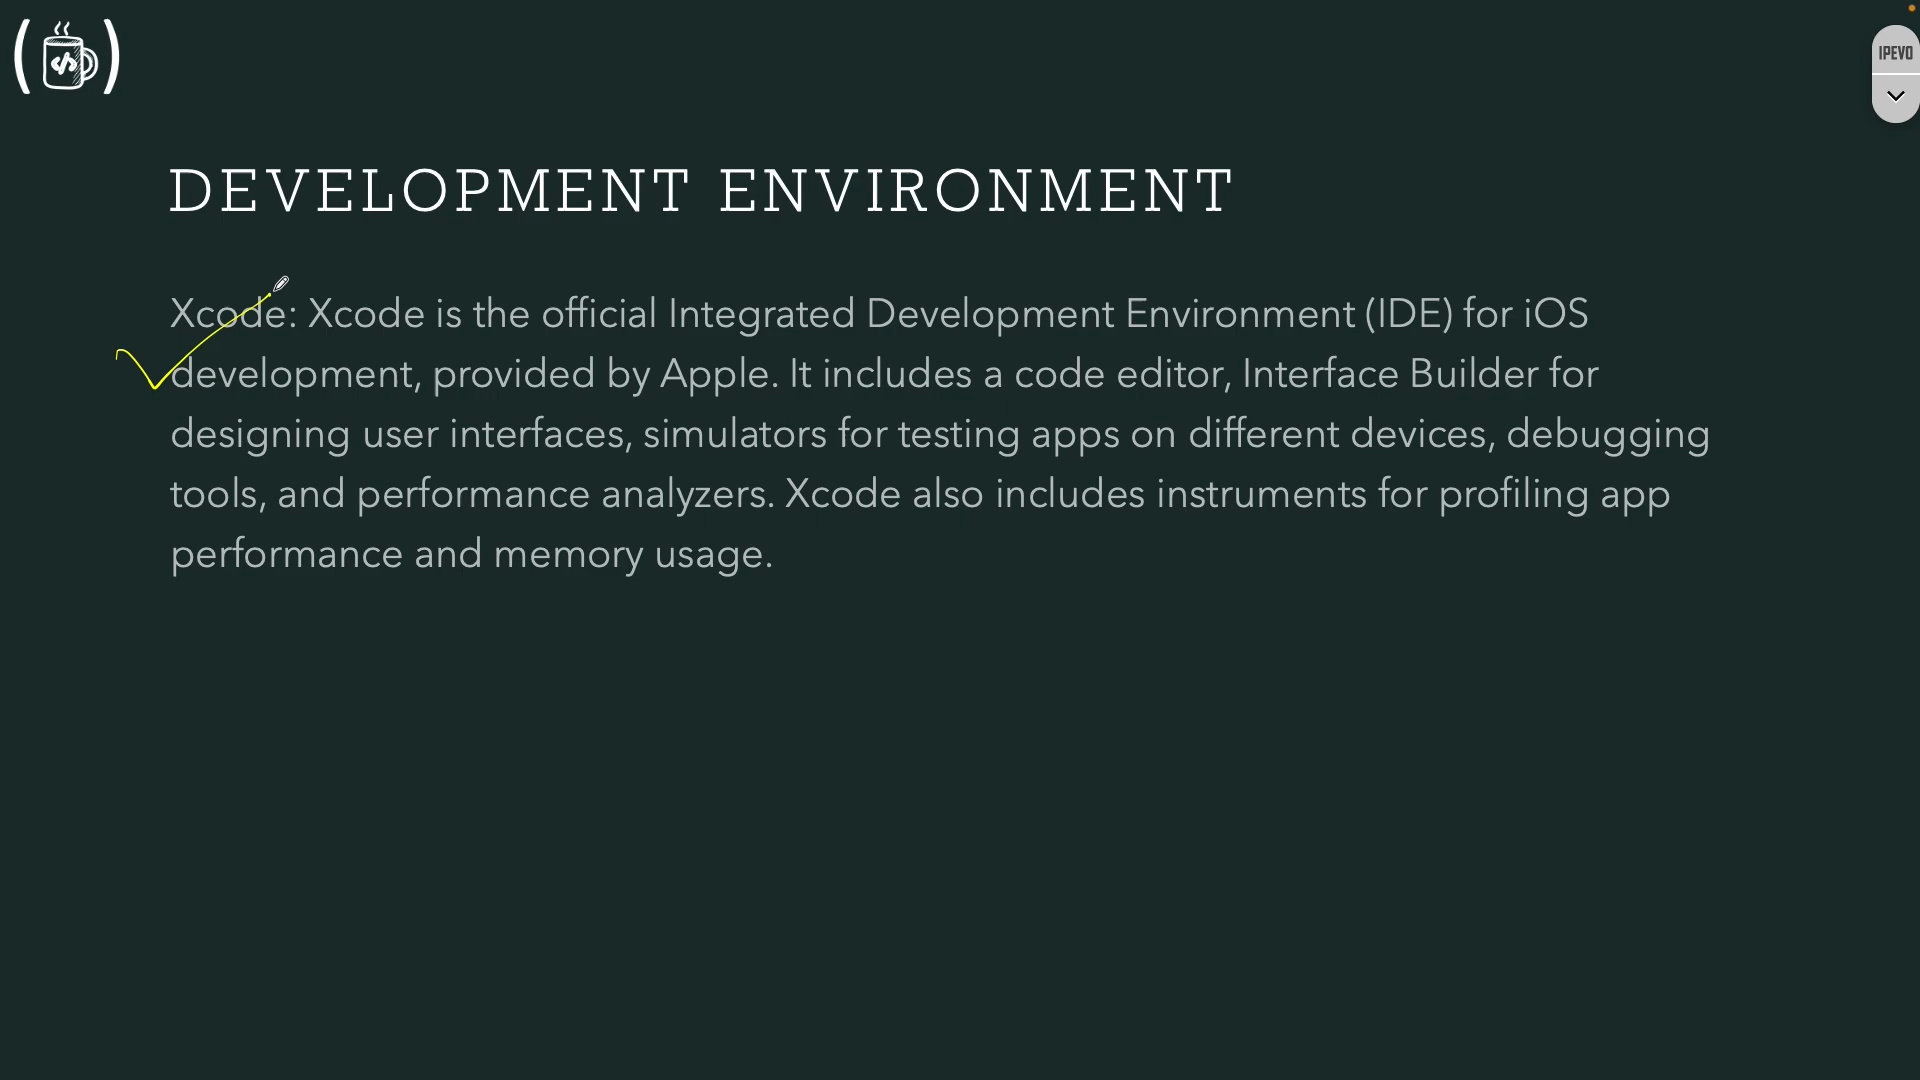 IPEVO
DEVELOPMENT ENVIRONMENT
Xcode: Xcode is the official Integrated Development Environment (IDE) for iOS
development, provided by Apple. It includes a code editor, Interface Builder for
designing user interfaces, simulators for testing apps on different devices, debugging
tools, and performance analyzers. Xcode also includes instruments for profiling app
performance and memory usage.